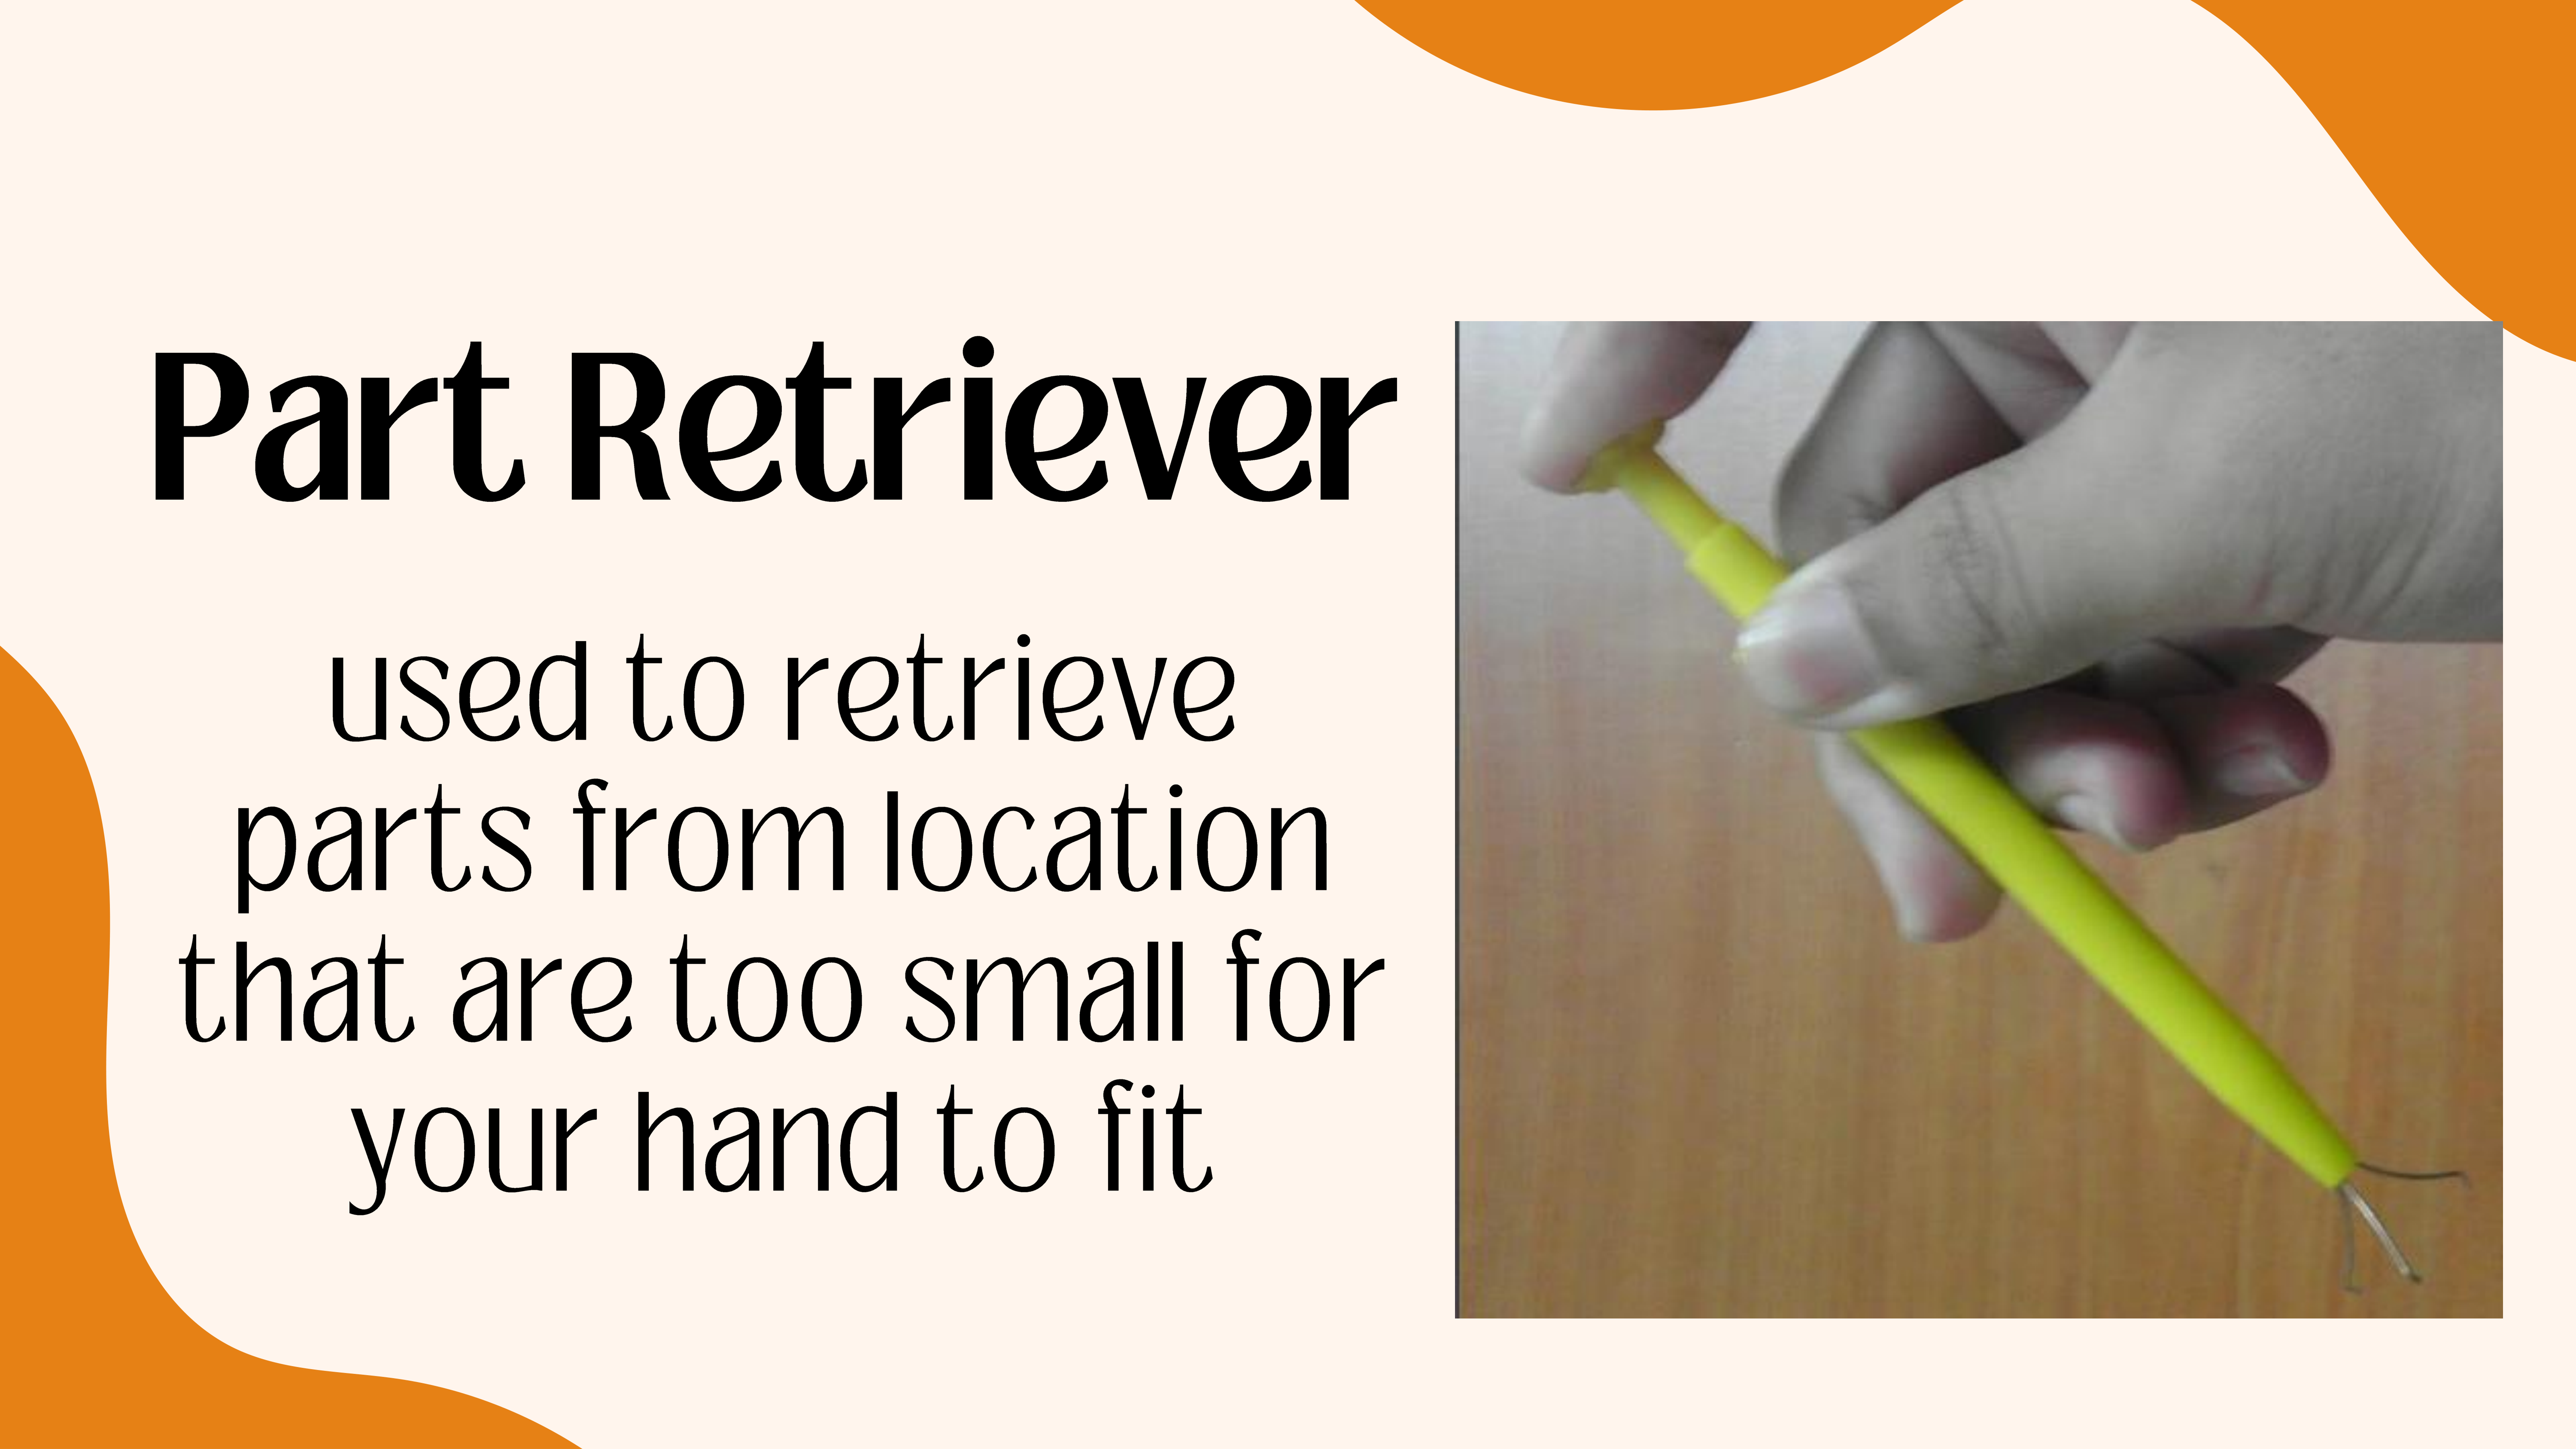 Part Retriever
used to retrieve
parts from location
that are too small for
your hand to fit